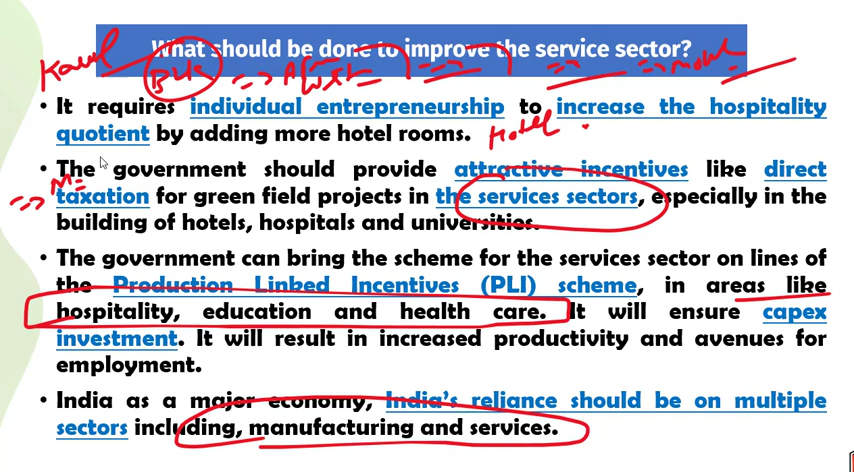 What should be done to improve the service sector?
• It requires individual entrepreneurship to increase the hospitality
quotient by adding more hotel rooms.
Hotel
• The government should provide attractive incentives like direct
taxation for green field projects in the services sectors, especially in the
building of hotels, hospitals and universities.
• The government can bring the scheme for the services sector on lines of
the Production Linked Incentives (PLI) scheme, in areas like
hospitality, education and health care. It will ensure capex
investment. It will result in increased productivity and avenues for
employment.
• India as a major economy, India's reliance should be on multiple
sectors including, manufacturing and services.